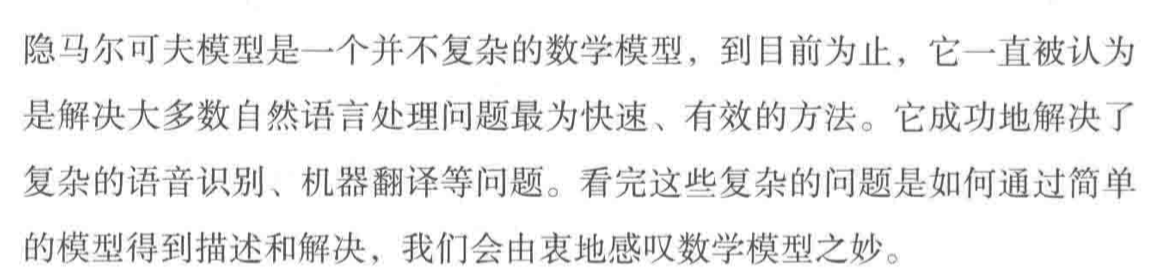 隐马尔可夫模型是一个并不复杂的数学模型，到目前为止，它一直被认为
是解决大多数自然语言处理问题最为快速、有效的方法。它成功地解决了
复杂的语音识别、机器翻译等问题。看完这些复杂的问题是如何通过简单
的模型得到描述和解决，我们会由衷地感叹数学模型之妙。